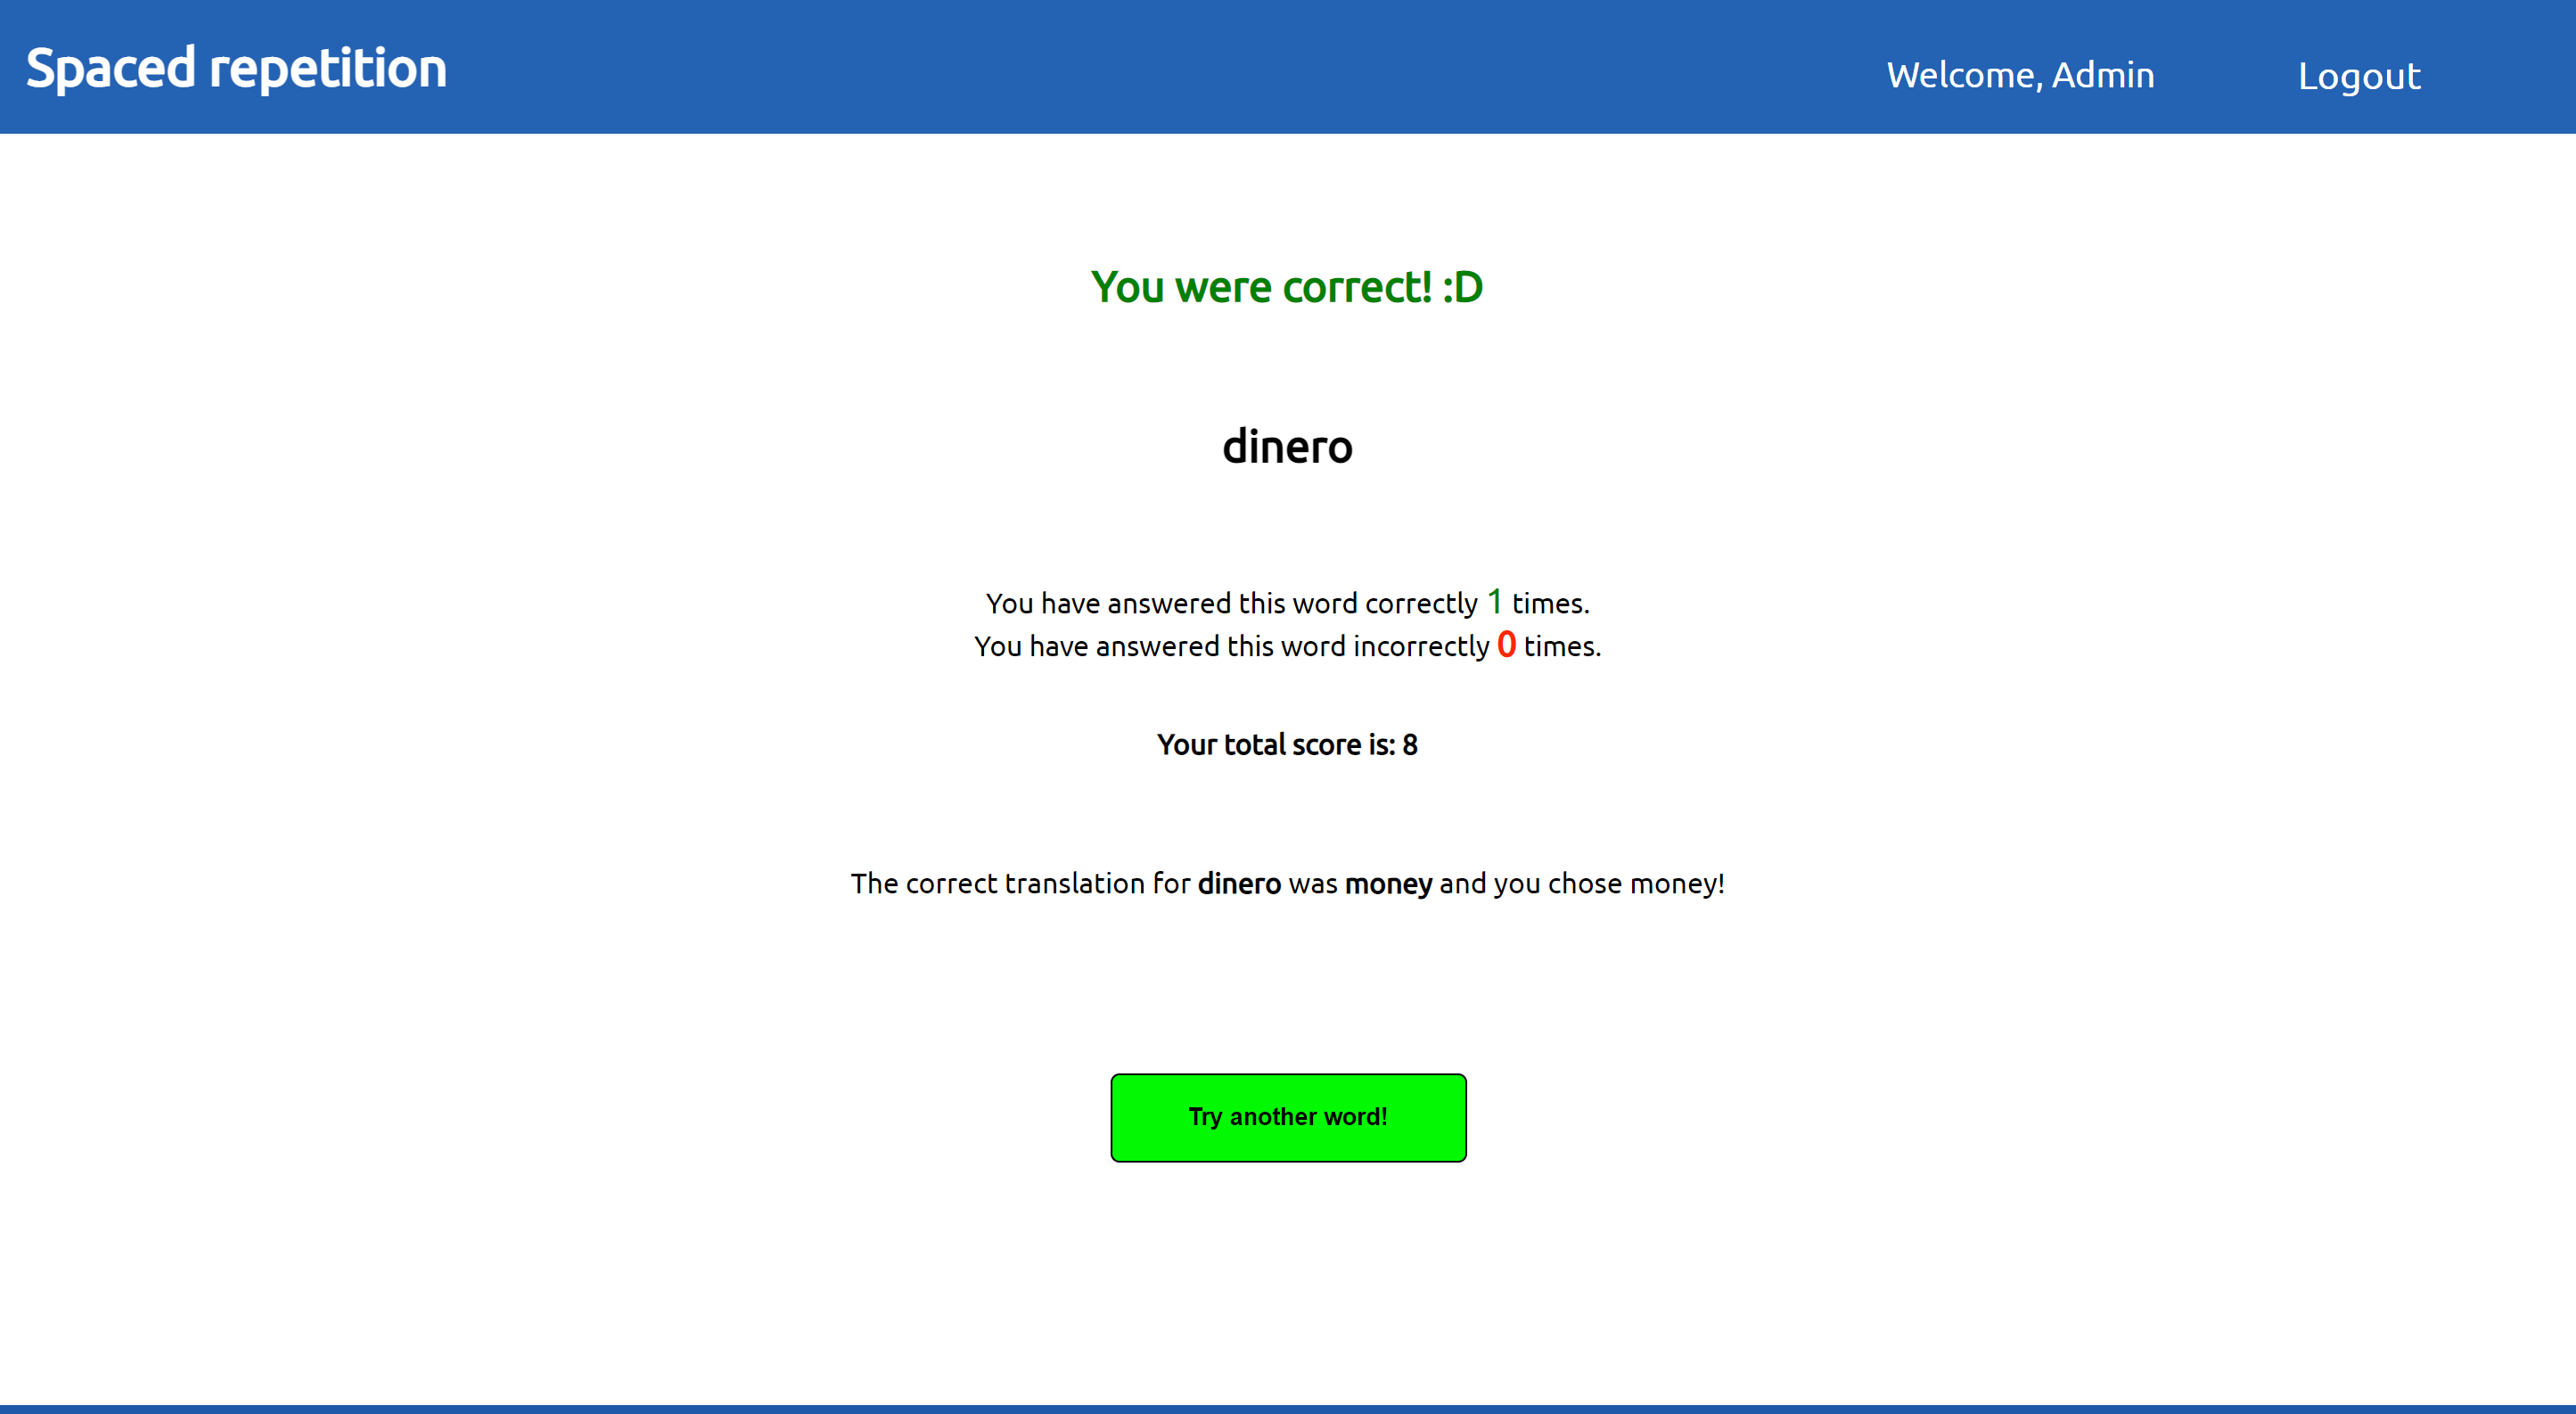 Spaced repetition
Welcome, Admin
Logout
You were correct! :D
dinero
You have answered this word correctly 1 times.
You have answered this word incorrectly 0 times.
Your total score is: 8
The correct translation for dinero was money and you chose money!
Try another word!